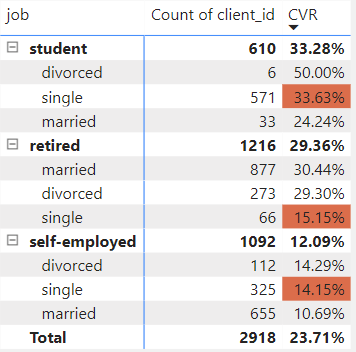 job Count of client_id CVR
student 610 33.28%
divorced 6 50.00%
single 571 33.63%
married 33 24.24%
retired 1216 29.36%
married 877 30.44%
divorced 273 29.30%
single 66 15.15%
self-employed 1092 12.09%
divorced 112 14.29%
single 325 14.15%
married 655 10.69%
Total 2918 23.71%